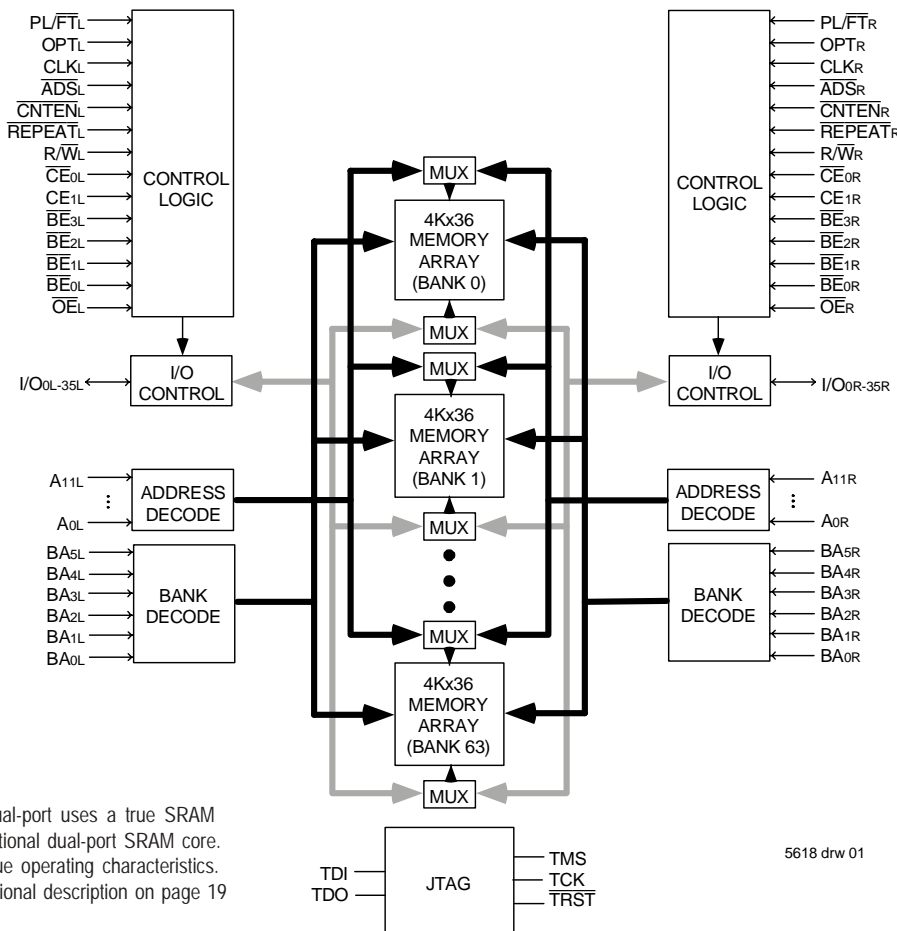 PL/FTL
OPTL
CLKL
ADSL
CNTENL
REPEATL
R/WL
CE0L
CE1L
BE3L
BE2L
BE1L
BE0L
OEL
CONTROL
LOGIC
I/O0L-35L
I/O
CONTROL
A11L
A0L
ADDRESS
DECODE
BA5L
BA4L
BA3L
BA2L
BA1L
BA0L
BANK
DECODE
MUX
4Kx36
MEMORY
ARRAY
(BANK 0)
MUX
MUX
4Kx36
MEMORY
ARRAY
(BANK 1)
MUX
MUX
4Kx36
MEMORY
ARRAY
(BANK 63)
MUX
PL/FTR
OPTR
CLKR
ADSR
CNTENR
REPEATR
R/WR
CE0R
CE1R
BE3R
BE2R
BE1R
BE0R
OER
CONTROL
LOGIC
I/O
CONTROL
I/O0R-35R
ADDRESS
DECODE
A11R
A0R
BANK
DECODE
BA5R
BA4R
BA3R
BA2R
BA1R
BA0R
ual-port uses a true SRAM
tional dual-port SRAM core.
ue operating characteristics.
ional description on page 19
TDI
TDO
JTAG
TMS
TCK
TRST
5618 drw 01